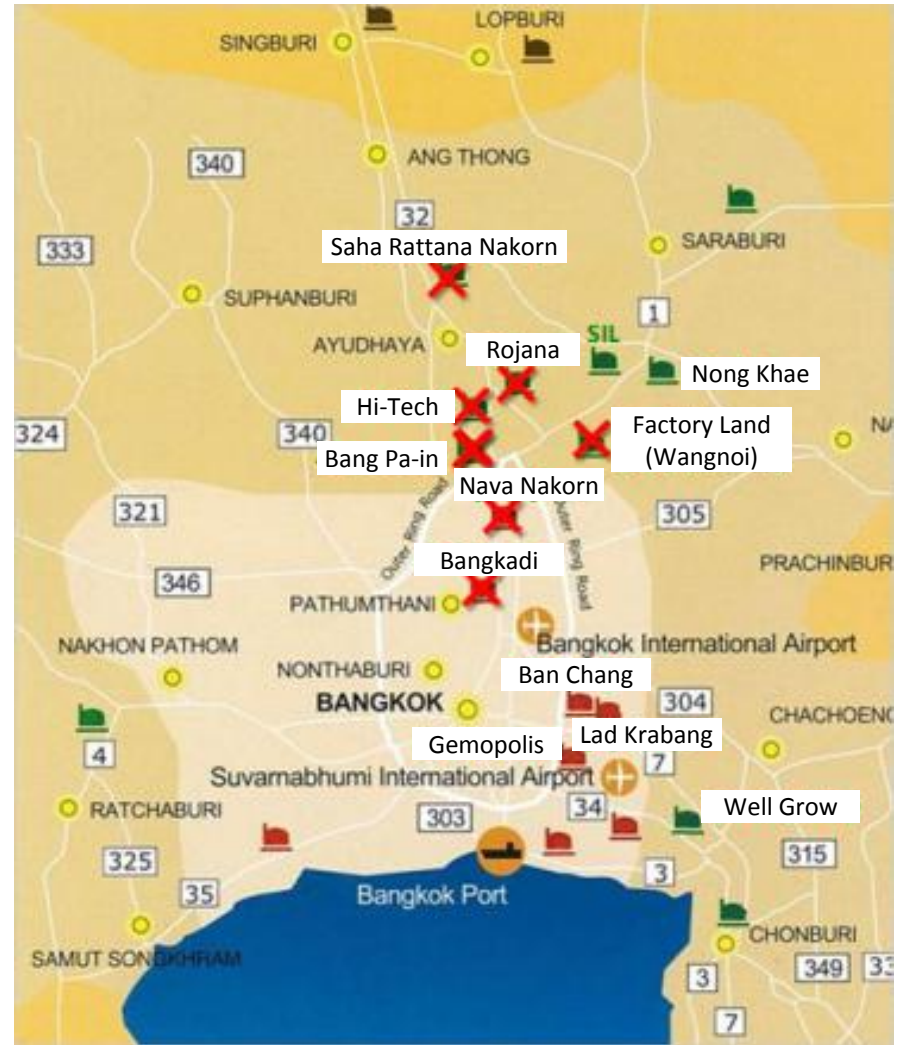 LOPBURI
SINGBURI
ANG THONG
340
32
SARABURI
333
Saha Rattana Nakorn
SUPHANBURI
1
AYUDHAYA
SIL
Rojana
Nong Khae
Hi-Tech
324
340
Factory Land
(Wangnoi)
NA
Bang Pa-in
Nava Nakorn
321
Outer Ring Road
Outer Ring Road
305
Bangkadi
346
PRACHINBUR
PATHUMTHANI
NAKHON PATHOM
Bangkok International Airport
NONTHABURI
Ban Chang
BANGKOK
304
CHACHOENG
Gemopolis
Lad Krabang
4
7
Suvarnabhumi International Airport
RATCHABURI
303
34
Well Grow
325
315
35
3
Bangkok Port
SAMUT SONGKHRAM
CHONBURI
3
349
33
7